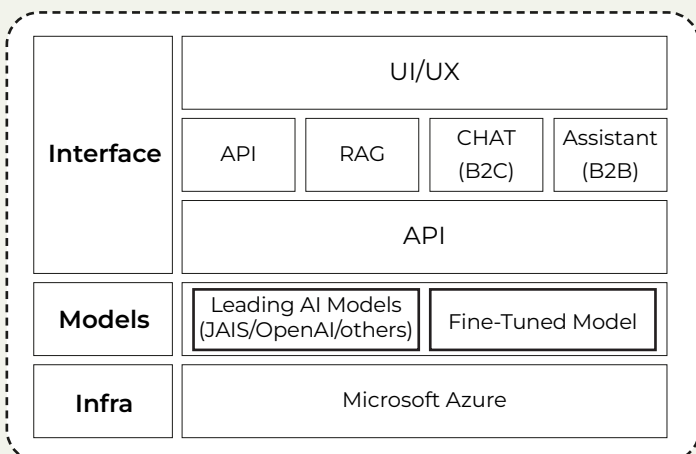 Interface
UI/UX
API
RAG
CHAT
(B2C)
Assistant
(B2B)
API
Models
Leading AI Models
(JAIS/OpenAI/others)
Fine-Tuned Model
Infra
Microsoft Azure